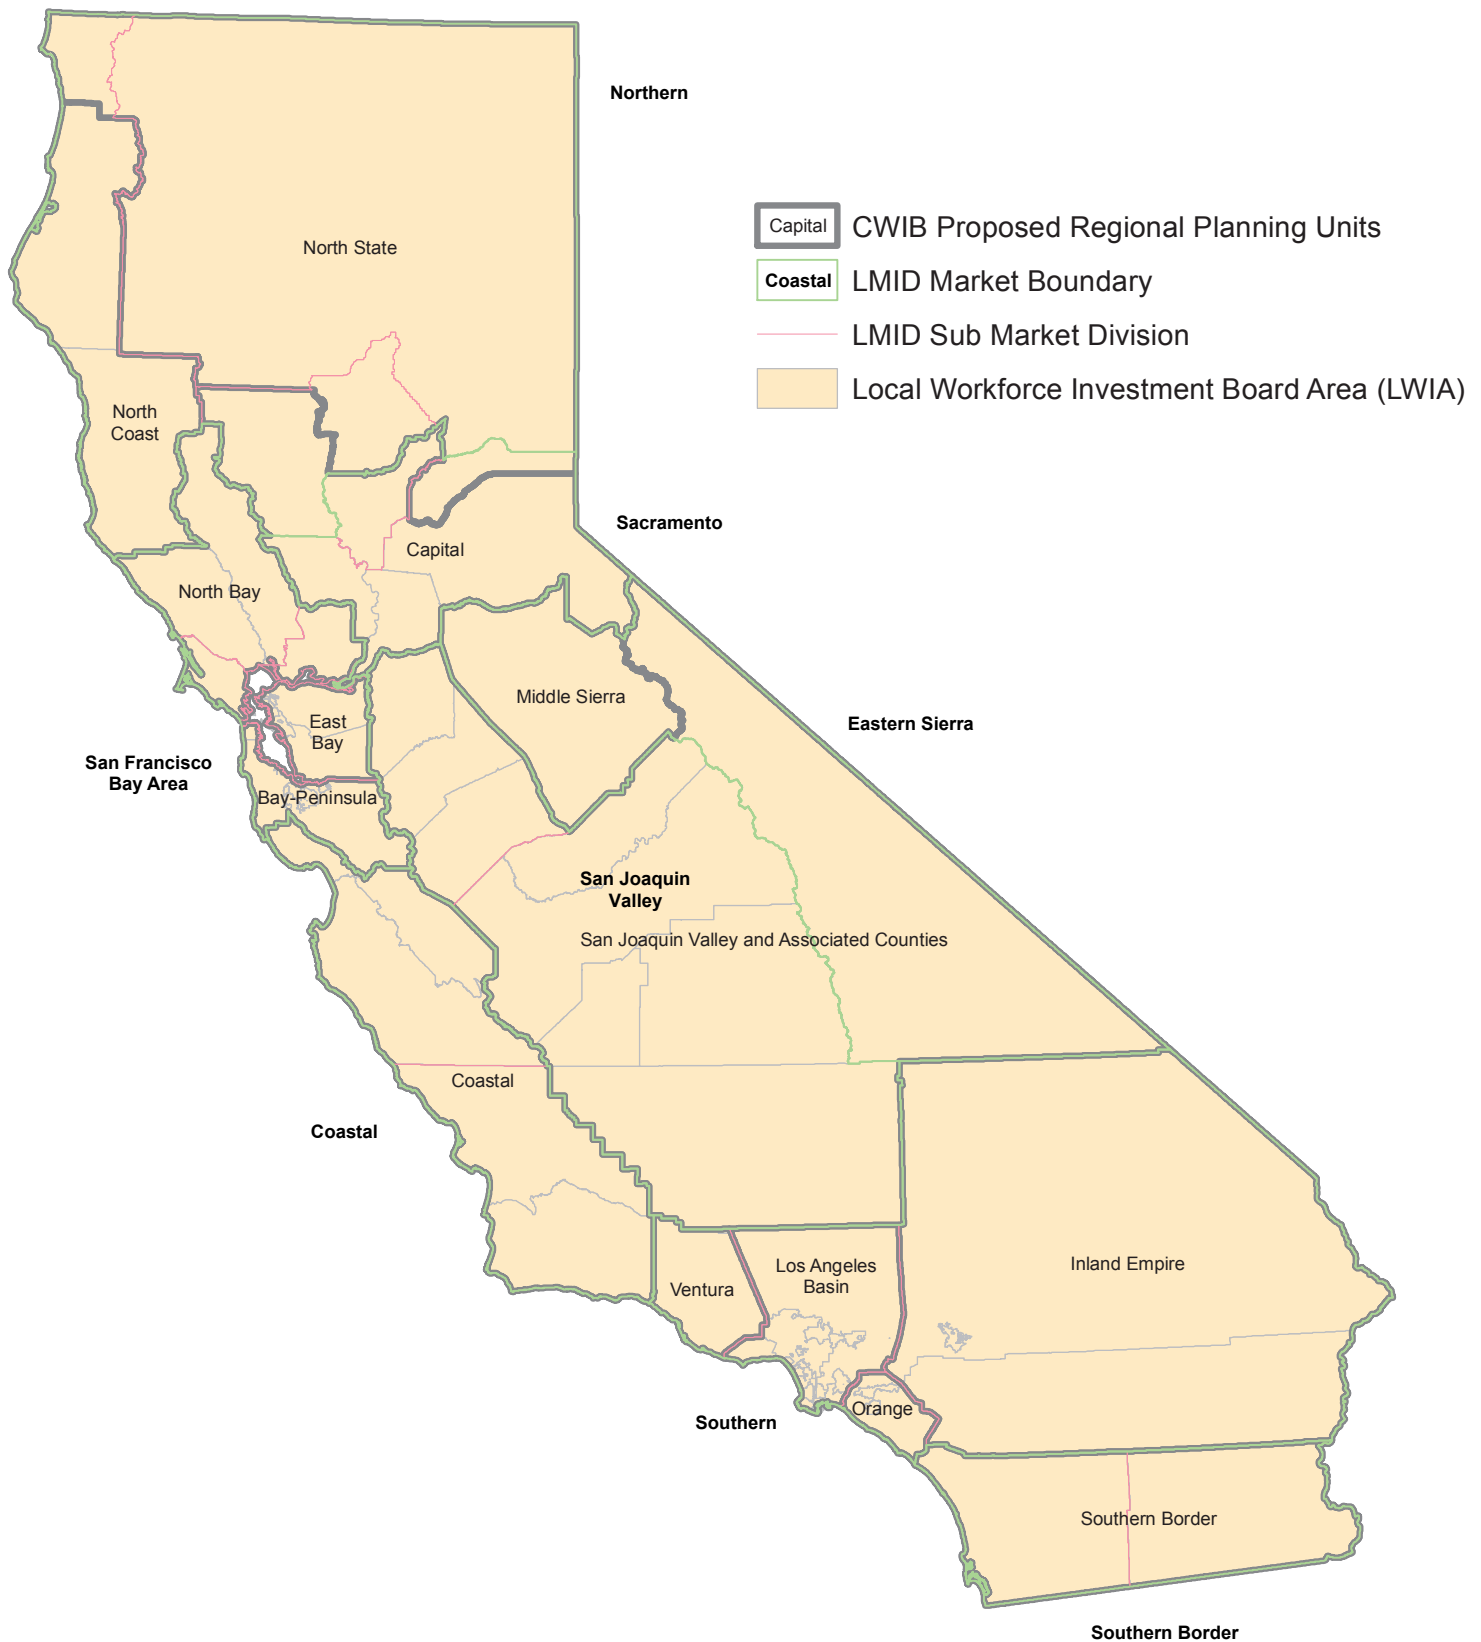 Northern
Capital CWIB Proposed Regional Planning Units
Coastal LMID Market Boundary
LMID Sub Market Division
Local Workforce Investment Board Area (LWIA)
North State
North
Coast
Sacramento
Capital
North Bay
Middle Sierra
East
Bay
Eastern Sierra
San Francisco
Bay Area
Bay-Peninsula
San Joaquin
Valley
San Joaquin Valley and Associated Counties
Coastal
Coastal
Los Angeles
Basin
Inland Empire
Ventura
Orange
Southern
Southern Border
Southern Border